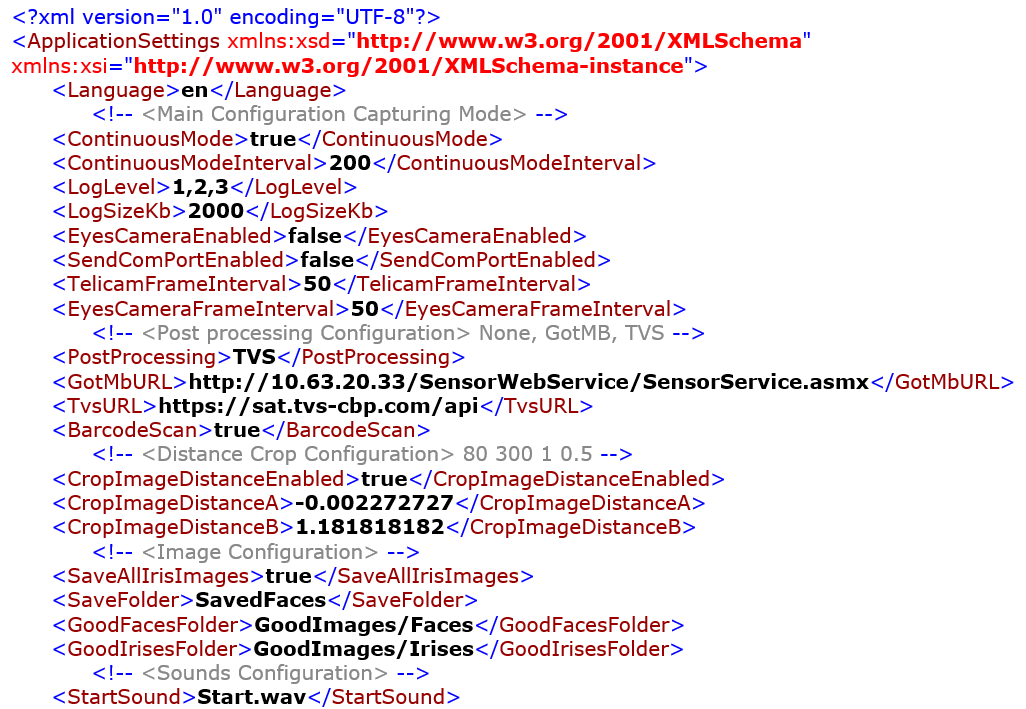 <?xml version="1.0" encoding="UTF-8"?>
<ApplicationSettings xmlns:xsd="http://www.w3.org/2001/XMLSchema"
xmlns:xsi="http://www.w3.org/2001/XMLSchema-instance">
<Language>en</Language>
<!-- <Main Configuration Capturing Mode> -->
<ContinuousMode>true</ContinuousMode>
<ContinuousModeInterval>200</ContinuousModeInterval>
<LogLevel>1,2,3</LogLevel>
<LogSizeKb>2000</LogSizeKb>
<EyesCameraEnabled>false</EyesCameraEnabled>
<SendComPortEnabled>false</SendComPortEnabled>
<TelicamFrameInterval>50</TelicamFrameInterval>
<EyesCameraFrameInterval>50</EyesCameraFrameInterval>
<!-- <Post processing Configuration> None, GotMB, TVS -->
<PostProcessing>TVS</PostProcessing>
<GotMbURL>http://10.63.20.33/SensorWebService/SensorService.asmx</GotMbURL>
<TvsURL>https://sat.tvs-cbp.com/api</TvsURL>
<BarcodeScan>true</BarcodeScan>
<!-- <Distance Crop Configuration> 80 300 1 0.5 -->
<CropImageDistanceEnabled>true</CropImageDistanceEnabled>
<CropImageDistanceA>-0.002272727</CropImageDistanceA>
<CropImageDistanceB>1.181818182</CropImageDistanceB>
<!-- <Image Configuration> -->
<SaveAllIrisImages>true</SaveAllIrisImages>
<SaveFolder>SavedFaces</SaveFolder>
<GoodFacesFolder>GoodImages/Faces</GoodFacesFolder>
<GoodIrisesFolder>GoodImages/Irises</GoodIrisesFolder>
<!-- <Sounds Configuration> -->
<StartSound>Start.wav</StartSound>